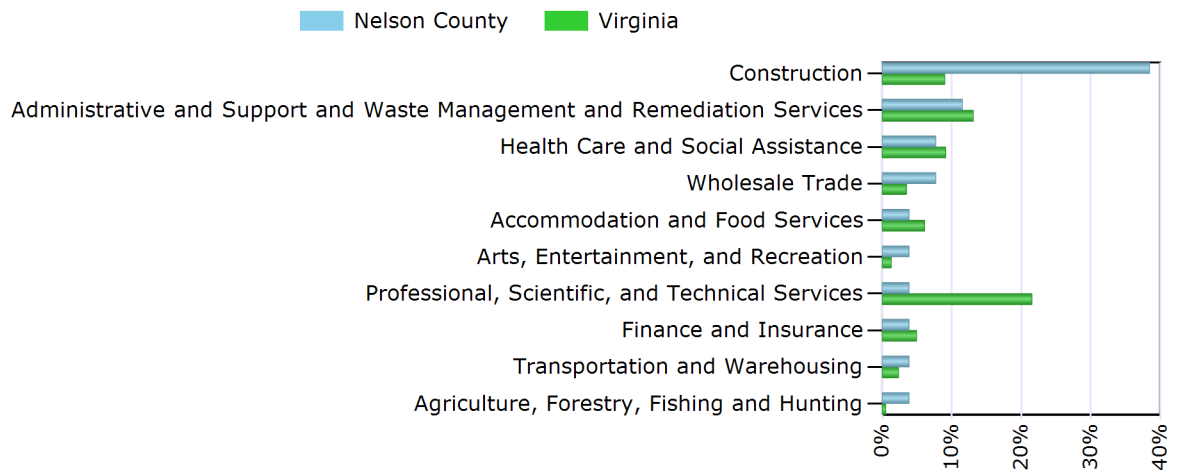 Nelson County Virginia
Construction
Administrative and Support and Waste Management and Remediation Services
Health Care and Social Assistance
Wholesale Trade
Accommodation and Food Services
Arts, Entertainment, and Recreation
Professional, Scientific, and Technical Services
Finance and Insurance
Transportation and Warehousing
Agriculture, Forestry, Fishing and Hunting
0% 10% 20% 30% 40%